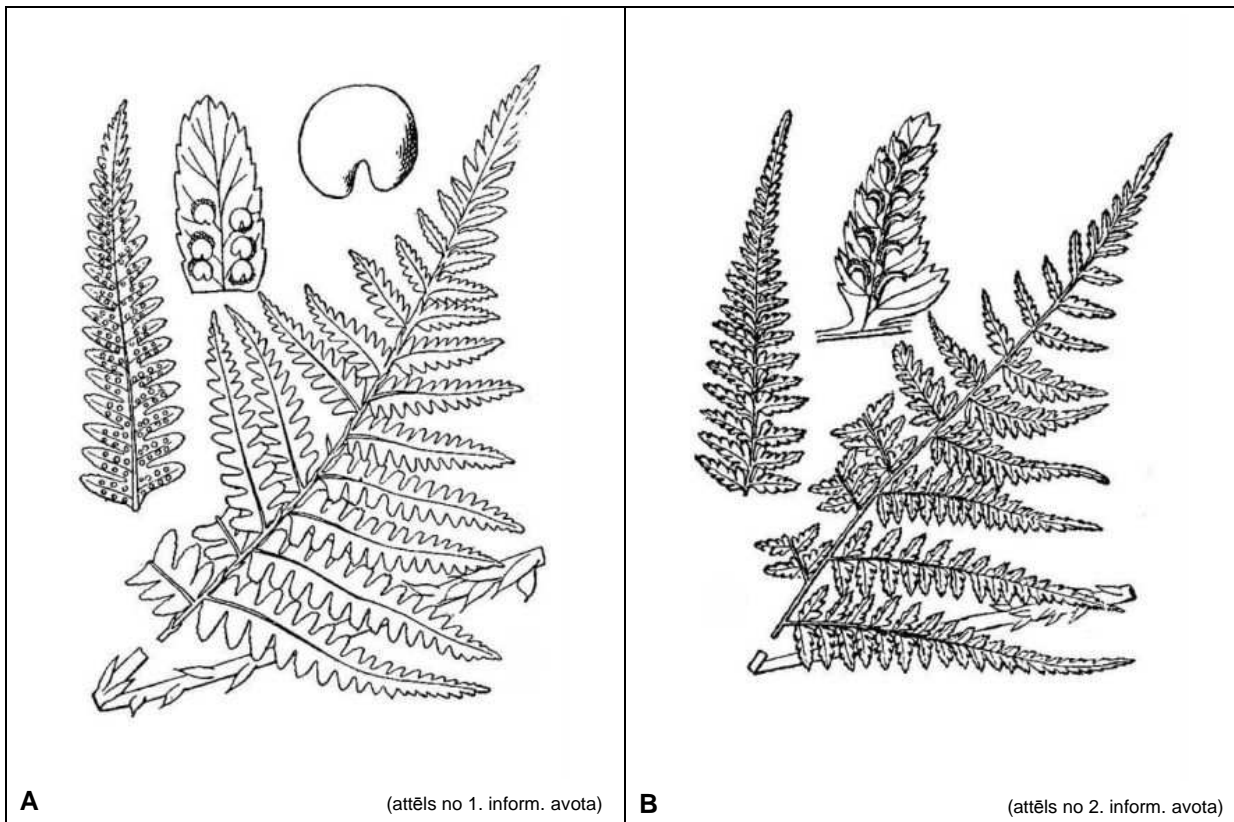 A
(attēls no 1. inform. avota)
B
(attēls no 2. inform. avota)